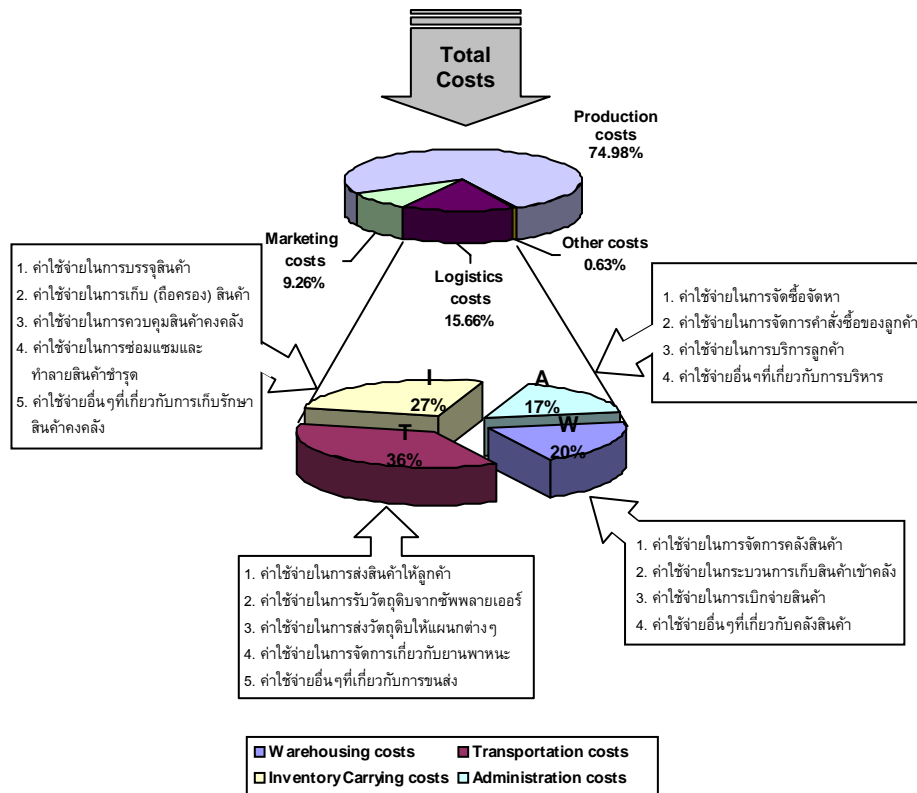 Total
Costs
Production
costs
74.98%
Marketing
costs
9.26%
Logistics
costs
15.66%
Other costs
0.63%
1. ค่าใช้จ่ายในการบรรจุสินค้า
2. ค่าใช้จ่ายในการเก็บ (ถือครอง) สินค้า
3. ค่าใช้จ่ายในการควบคุมสินค้าคงคลัง
4. ค่าใช้จ่ายในการซ่อมแซมและ
ทำลายสินค้าชำรุด
5. ค่าใช้จ่ายอื่นๆที่เกี่ยวกับการเก็บรักษา
สินค้าคงคลัง
1. ค่าใช้จ่ายในการจัดซื้อจัดหา
2. ค่าใช้จ่ายในการจัดการคำสั่งซื้อของลูกค้า
3. ค่าใช้จ่ายในการบริการลูกค้า
4. ค่าใช้จ่ายอื่นๆที่เกี่ยวกับการบริหาร
I
27%
A
17%
T
36%
W
20%
1. ค่าใช้จ่ายในการส่งสินค้าให้ลูกค้า
2. ค่าใช้จ่ายในการรับวัตถุดิบจากซัพพลายเออร์
3. ค่าใช้จ่ายในการส่งวัตถุดิบให้แผนกต่างๆ
4. ค่าใช้จ่ายในการจัดการเกี่ยวกับยานพาหนะ
5. ค่าใช้จ่ายอื่นๆที่เกี่ยวกับการขนส่ง
1. ค่าใช้จ่ายในการจัดการคลังสินค้า
2. ค่าใช้จ่ายในกระบวนการเก็บสินค้าเข้าคลัง
3. ค่าใช้จ่ายในการเบิกจ่ายสินค้า
4. ค่าใช้จ่ายอื่นๆที่เกี่ยวกับคลังสินค้า
Warehousing costs Transportation costs
Inventory Carrying costs Administration costs